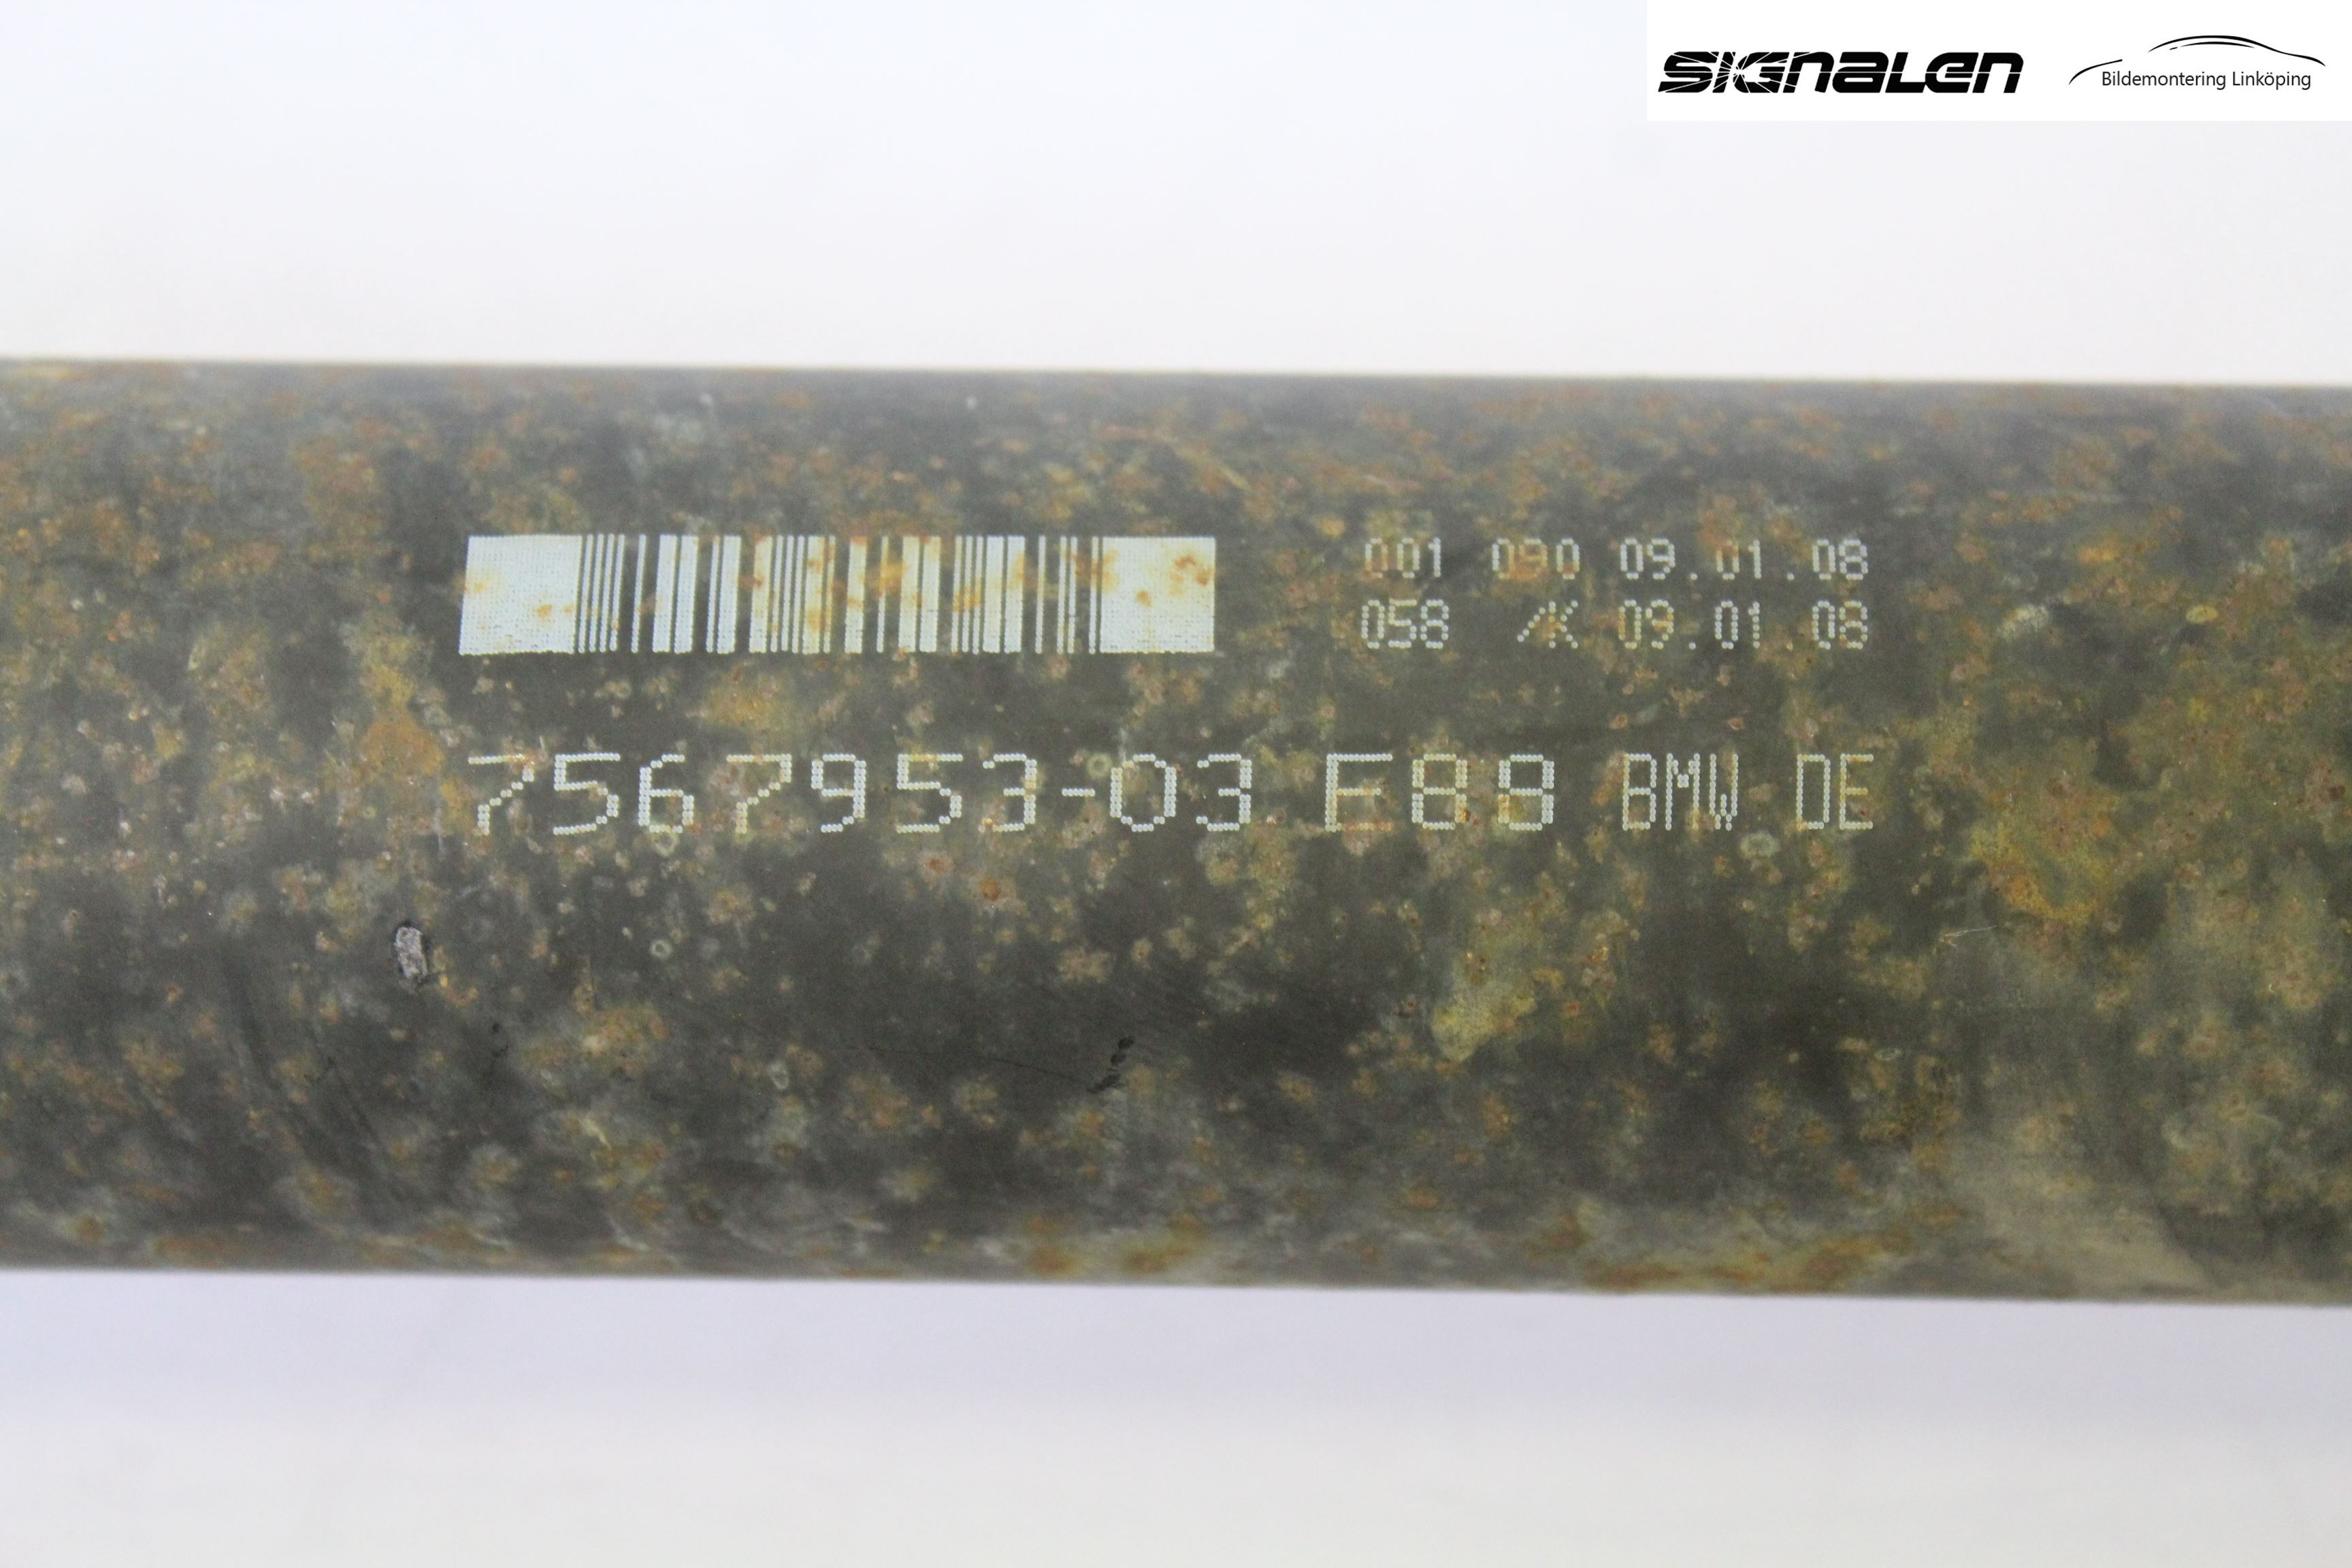 SIGNALEN
Bildemontering Linköping
001 090 09.01.08
058 /K 09.01 08
7567953-03 E88 BMW DE